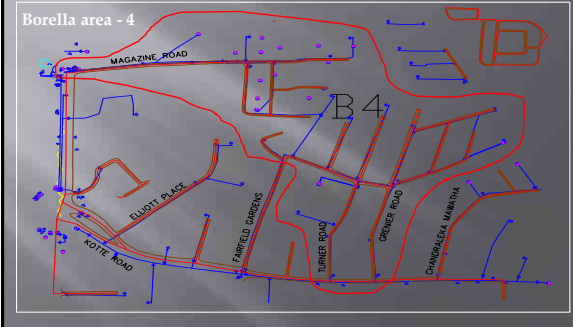 Borella area - 4
MAGAZINE ROAD
B 4
ELLIOTT PLACE
FAIRFIELD GARDENS
TURNER ROAD
GRENIER ROAD
CHANDRALEKA MAWATHA
KOTTE ROAD